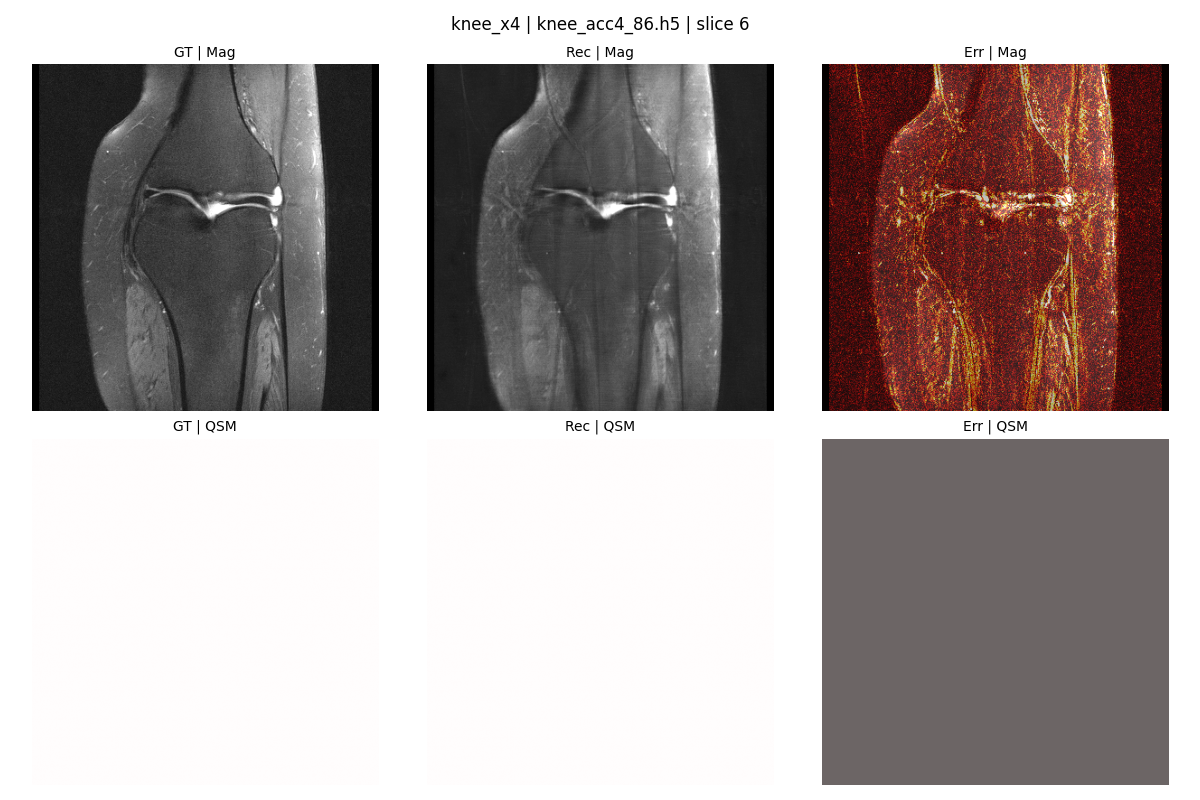 knee_x4 | knee_acc4_86.h5 | slice 6
GT | Mag
Rec | Mag
Err | Mag
GT | QSM
Rec | QSM
Err | QSM